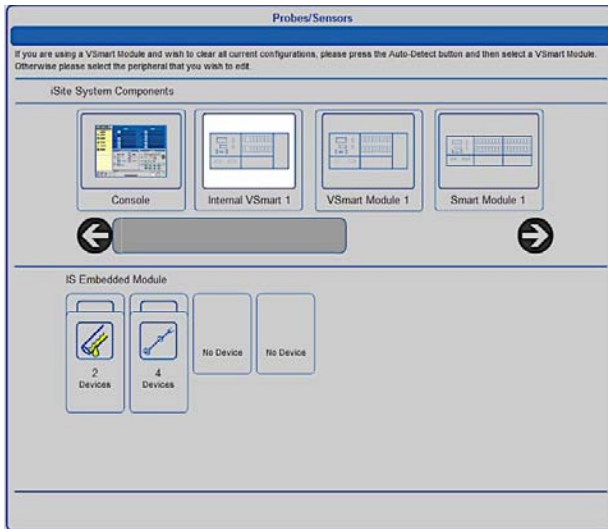 Probes/Sensors
If you are using a VSmart Module and wish to clear all current configurations, please press the Auto-Detect button and then select a VSmart Module.
Otherwise please select the peripheral that you wish to edit.
iSite System Components
Console
Internal VSmart 1
VSmart Module 1
Smart Module 1
IS Embedded Module
2
Devices
4
Devices
No Device
No Device